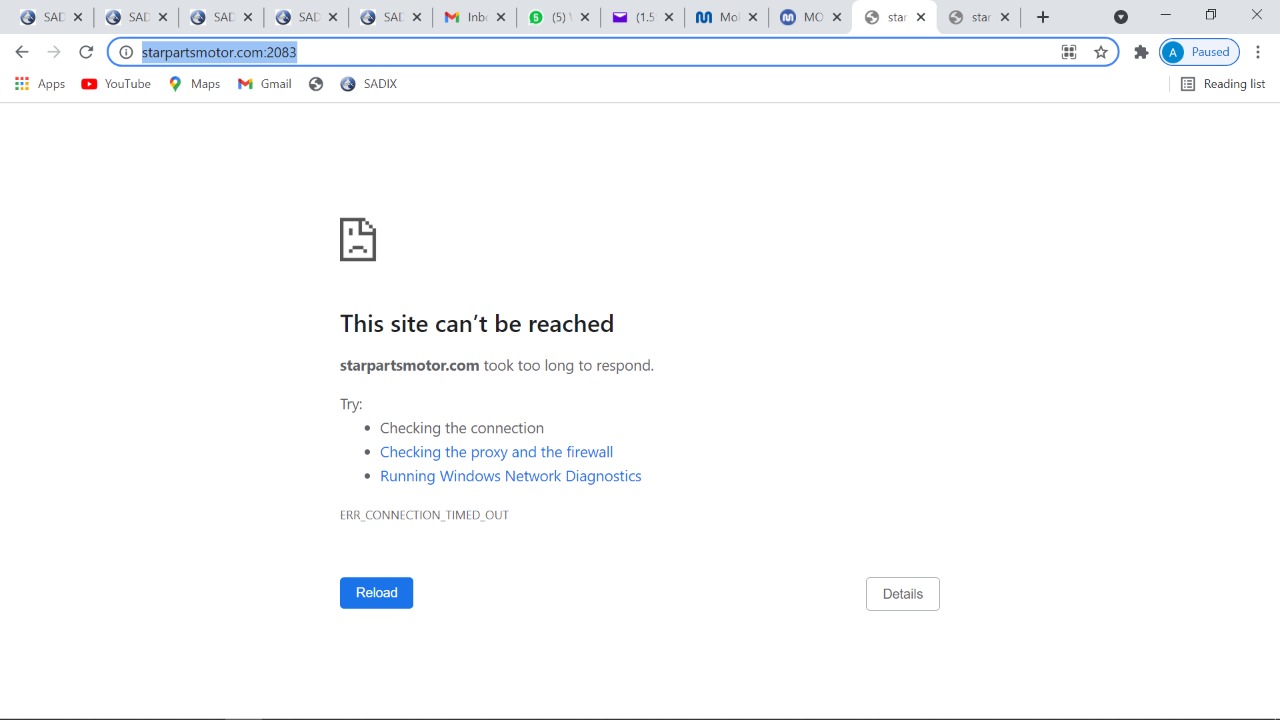 SAD SAD SAD SAD SAD Inb (5) (1.5 Mo MO star star
starpartsmotor.com:2083 A Paused
Apps YouTube Maps Gmail SADIX Reading list
This site can't be reached
starpartsmotor.com took too long to respond.
Try:
• Checking the connection
• Checking the proxy and the firewall
• Running Windows Network Diagnostics
ERR_CONNECTION_TIMED_OUT
Reload Details